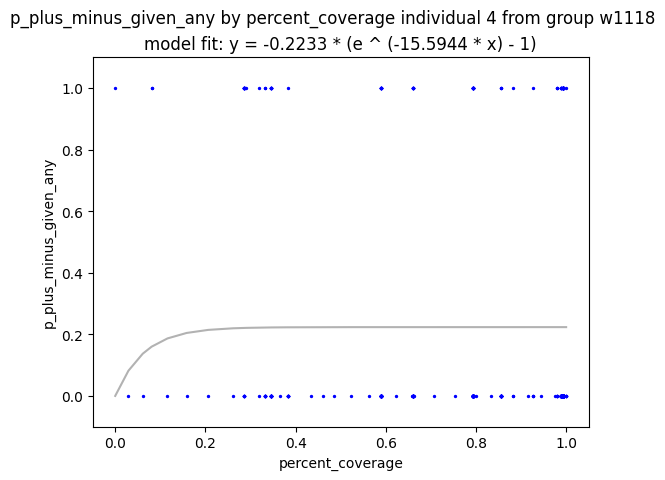 p_plus_minus_given_any by percent_coverage individual 4 from group w1118
model fit: y = -0.2233 * (e ^ (-15.5944 * x) - 1)
1.0
0.8
0.6
0.4
0.2
0.0
p_plus_minus_given_any
0.0 0.2 0.4 0.6 0.8 1.0
percent_coverage